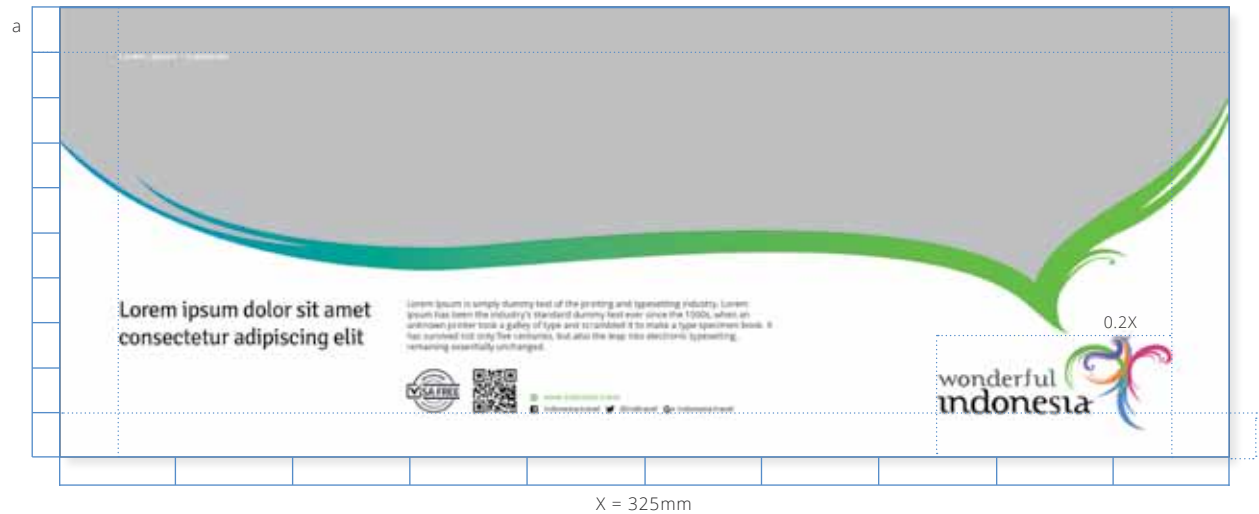 a
Lorem ipsum dolor sit amet
consectetur adipiscing elit
Lorem Ipsum is simply dummy text of the printing and typesetting industry. Lorem
Ipsum has been the industry's standard dummy text ever since the 1500s, when an
unknown printer took a galley of type and scrambled it to make a type specimen book. It
has survived not only five centuries, but also the leap into electronic typesetting,
remaining essentially unchanged.
VISA FREE
0.2X
wonderful
indonesia
X = 325mm